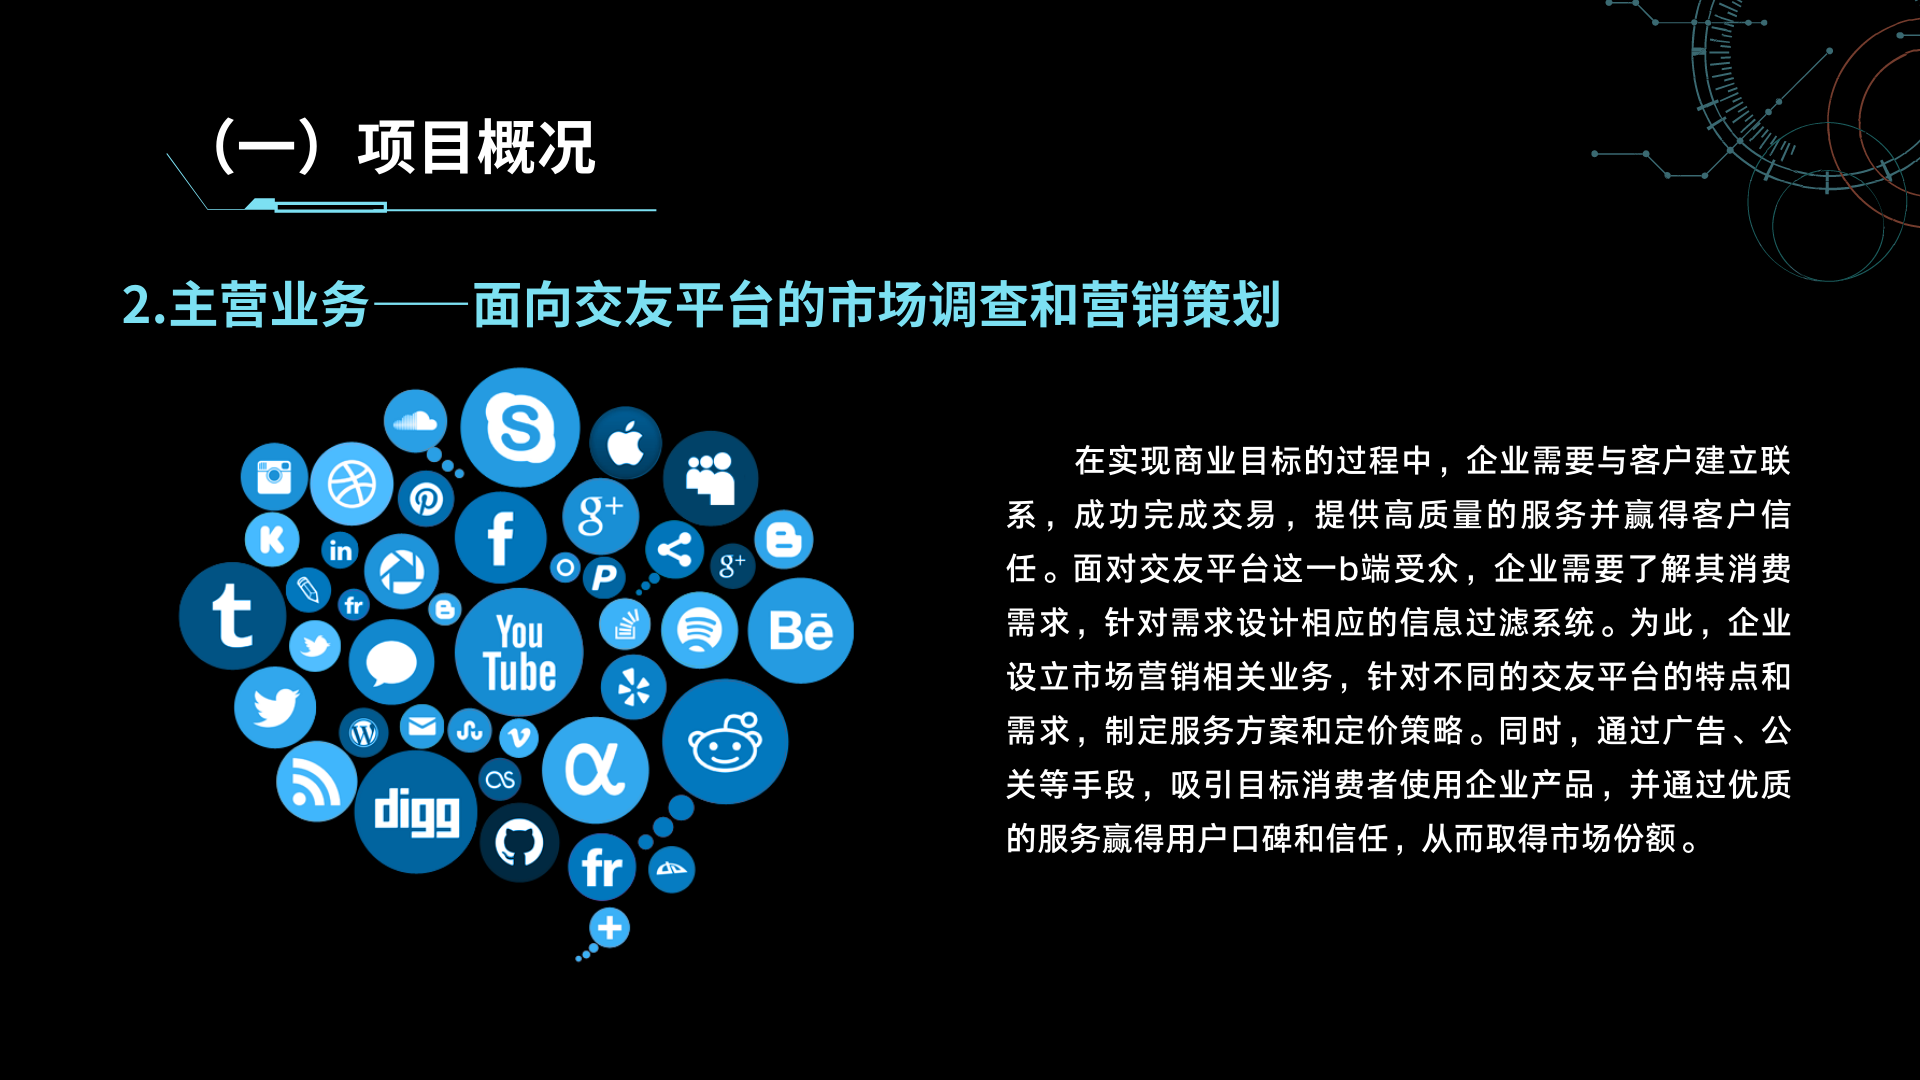 （一）项目概况
2.主营业务——面向交友平台的市场调查和营销策划
在实现商业目标的过程中，企业需要与客户建立联
系，成功完成交易，提供高质量的服务并赢得客户信
任。面对交友平台这一b端受众，企业需要了解其消费
需求，针对需求设计相应的信息过滤系统。为此，企业
设立市场营销相关业务，针对不同的交友平台的特点和
需求，制定服务方案和定价策略。同时，通过广告、公
关等手段，吸引目标消费者使用企业产品，并通过优质
的服务赢得用户口碑和信任，从而取得市场份额。
S
g+
K
in
f
P
g+
B
t
fr
B
You
Tube
Bē
digg
fr